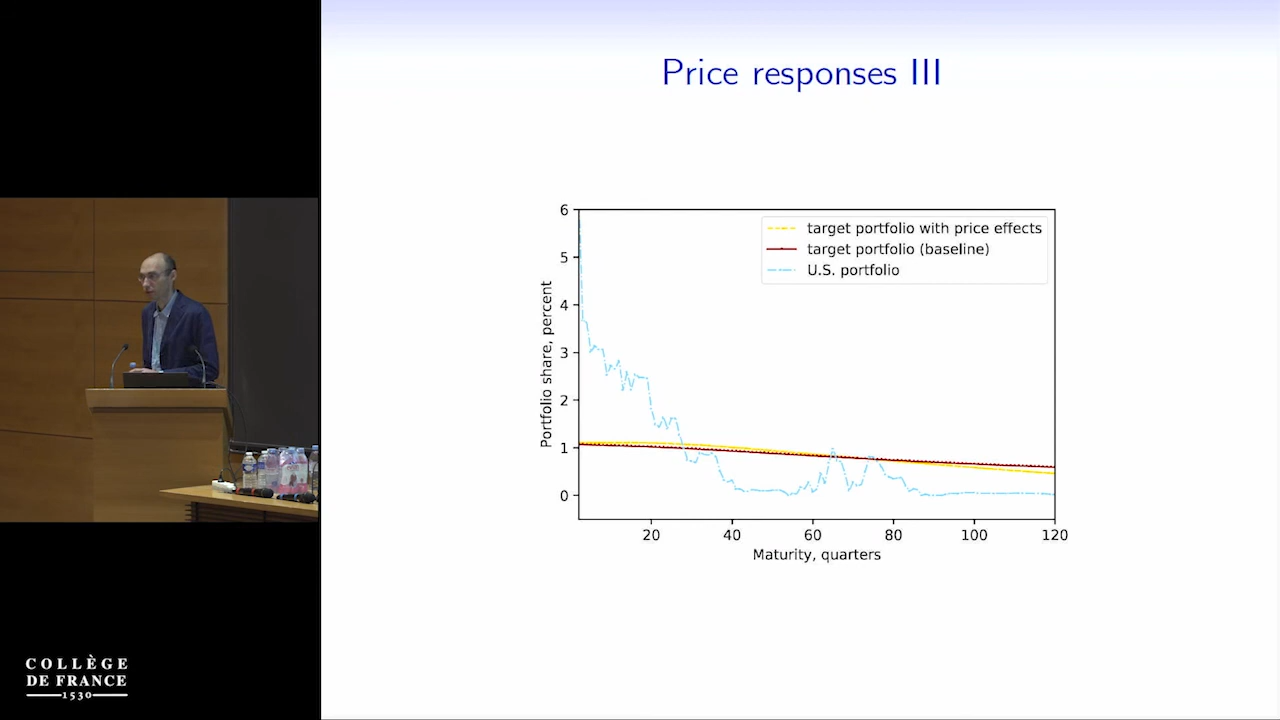 Price responses III
6
5
4
3
2
1
0
Portfolio share, percent
target portfolio with price effects
target portfolio (baseline)
U.S. portfolio
20 40 60 80 100 120
Maturity, quarters
COLLÈGE
DE FRANCE
1530